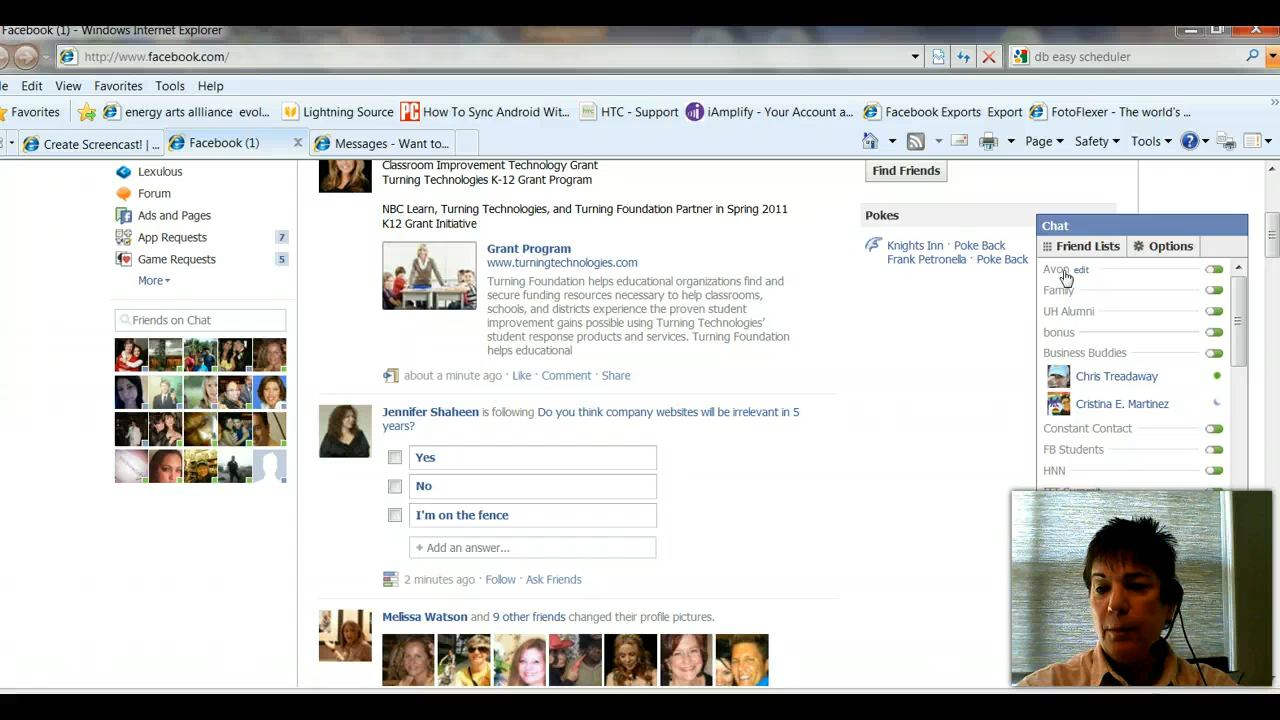 Facebook (1) - Windows Internet Explorer
http://www.facebook.com/
db easy scheduler
Edit View Favorites Tools Help
Favorites energy arts allliance evol... Lightning Source How To Sync Android Wit... HTC - Support iAmplify - Your Account ... Facebook Exports Export FotoFlexer - The world's ...
Create Screencast! | ... Facebook (1) Messages - Want to...
Page Safety Tools
Lexulous
Forum
Ads and Pages
App Requests 7
Game Requests 5
More
Friends on Chat
Classroom Improvement Technology Grant
Turning Technologies K-12 Grant Program
NBC Learn, Turning Technologies, and Turning Foundation Partner in Spring 2011
K12 Grant Initiative
Grant Program
www.turningtechnologies.com
Turning Foundation helps educational organizations find and
secure funding resources necessary to help classrooms,
schools, and districts experience the proven student
improvement gains possible using Turning Technologies'
student response products and services. Turning Foundation
helps educational
about a minute ago · Like · Comment · Share
Jennifer Shaheen is following Do you think company websites will be irrelevant in 5
years?
Yes
No
I'm on the fence
+ Add an answer...
2 minutes ago · Follow · Ask Friends
Melissa Watson and 9 other friends changed their profile pictures.
Find Friends
Pokes
Knights Inn · Poke Back
Frank Petronella · Poke Back
Chat
Friend Lists Options
Avon edit
Family
UH Alumni
bonus
Business Buddies
Chris Treadaway
Cristina E. Martinez
Constant Contact
FB Students
HNN